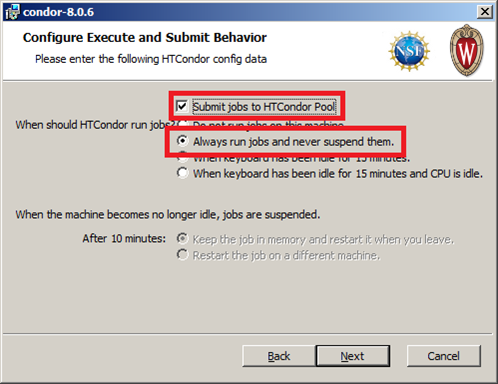 condor-8.0.6
Configure Execute and Submit Behavior
Please enter the following HTCondor config data
NSF
W
Submit jobs to HTCondor Pool
When should HTCondor run jobs?
Do not run jobs on this machine.
Always run jobs and never suspend them.
When keyboard has been idle for 15 minutes.
When keyboard has been idle for 15 minutes and CPU is idle.
When the machine becomes no longer idle, jobs are suspended.
After 10 minutes:
Keep the job in memory and restart it when you leave.
Restart the job on a different machine.
Back
Next
Cancel